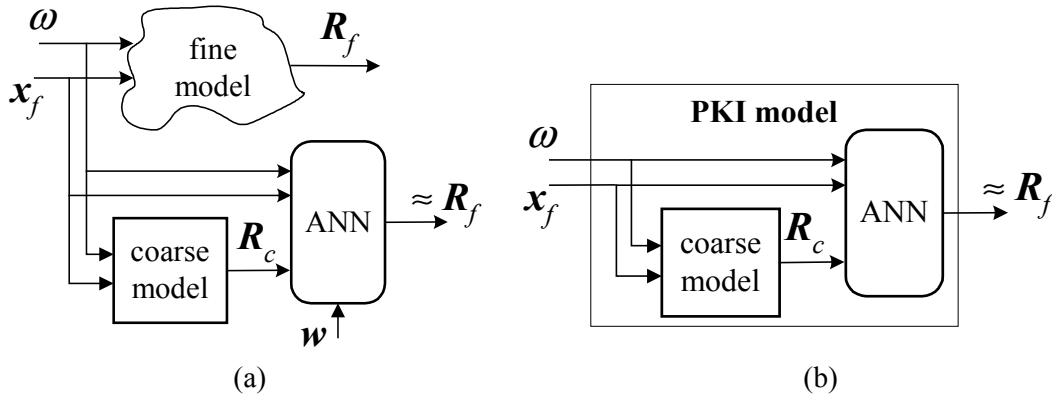 ω
x_f
fine
model
R_f
ANN
≈ R_f
coarse
model
R_c
w
(a)
PKI model
ω
x_f
coarse
model
R_c
ANN
≈ R_f
(b)